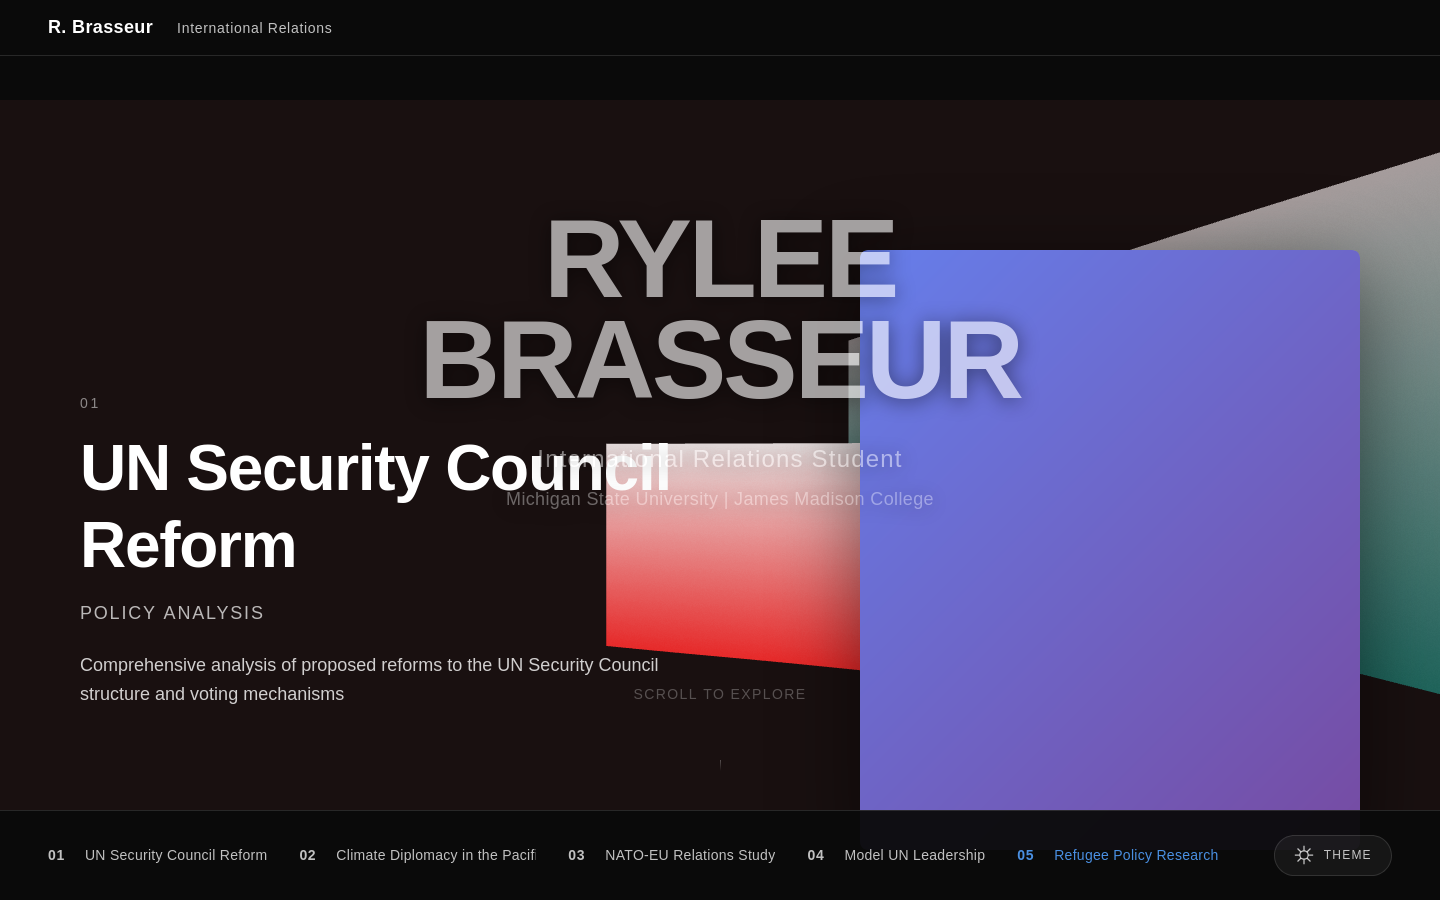 R. Brasseur International Relations
RYLEE
BRASSEUR
International Relations Student
Michigan State University | James Madison College
01
UN Security Council
Reform
POLICY ANALYSIS
Comprehensive analysis of proposed reforms to the UN Security Council
structure and voting mechanisms
SCROLL TO EXPLORE
01 UN Security Council Reform 02 Climate Diplomacy in the Pacif 03 NATO-EU Relations Study 04 Model UN Leadership 05 Refugee Policy Research THEME